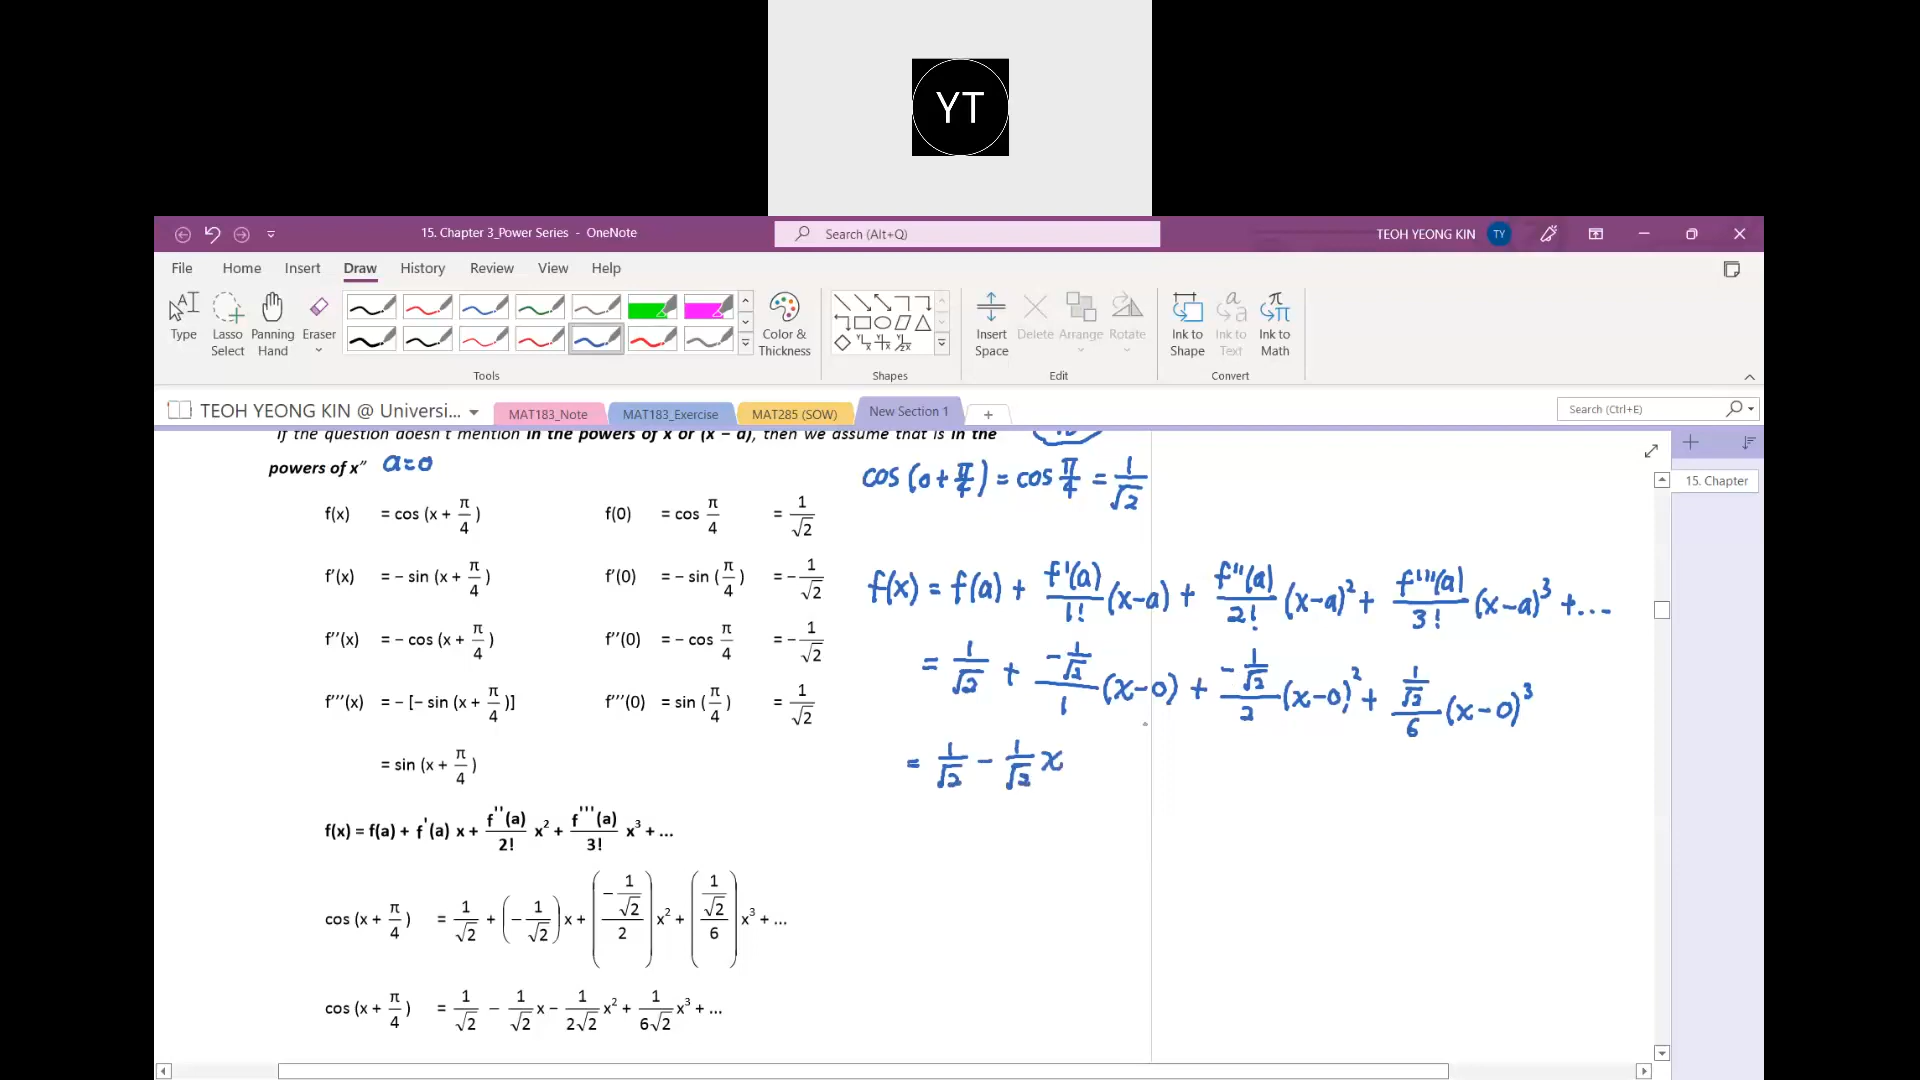 YT
15. Chapter 3_Power Series - OneNote
Search (Alt+Q)
TEOH YEONG KIN TY
File Home Insert Draw History Review View Help
Type
Lasso Select
Panning Hand
Eraser
Color & Thickness
Insert Space
Delete
Arrange
Rotate
Ink to Shape
Ink to Text
Ink to Math
Tools Shapes Edit Convert
TEOH YEONG KIN @ Universi... MAT183_Note MAT183_Exercise MAT285 (SOW) New Section 1 + Search (Ctrl+E)
15. Chapter
"If the question doesn't mention in the powers of x or (x – a), then we assume that is in the
powers of x" a=0
cos (0 + π/4) = cos π/4 = 1/√2
f(x) = cos (x + π/4) f(0) = cos π/4 = 1/√2
f'(x) = – sin (x + π/4) f'(0) = – sin (π/4) = – 1/√2
f''(x) = – cos (x + π/4) f''(0) = – cos π/4 = – 1/√2
f'''(x) = – [– sin (x + π/4)] f'''(0) = sin (π/4) = 1/√2
= sin (x + π/4)
f(x) = f(a) + f'(a) x + f''(a)/2! x² + f'''(a)/3! x³ + ...
cos (x + π/4) = 1/√2 + (– 1/√2) x + (– 1/√2 / 2) x² + (1/√2 / 6) x³ + ...
cos (x + π/4) = 1/√2 – 1/√2 x – 1/2√2 x² + 1/6√2 x³ + ...
f(x) = f(a) + f'(a)/1! (x-a) + f''(a)/2! (x-a)² + f'''(a)/3! (x-a)³ + ...
= 1/√2 + -1/√2 / 1 (x-0) + -1/√2 / 2 (x-0)² + 1/√2 / 6 (x-0)³
= 1/√2 - 1/√2 x